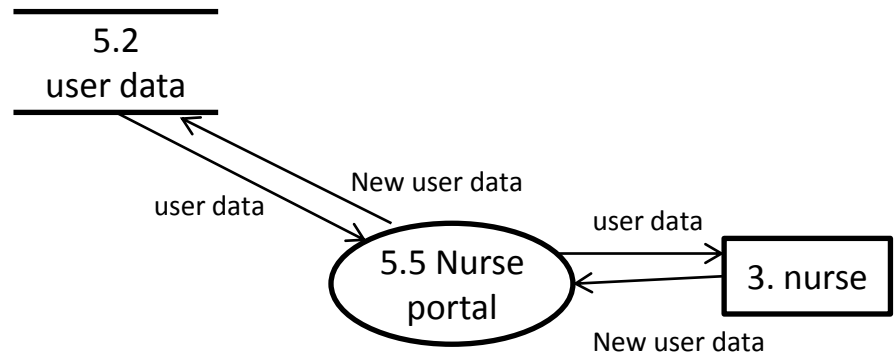 5.2
user data
New user data
user data
user data
5.5 Nurse
portal
3. nurse
New user data